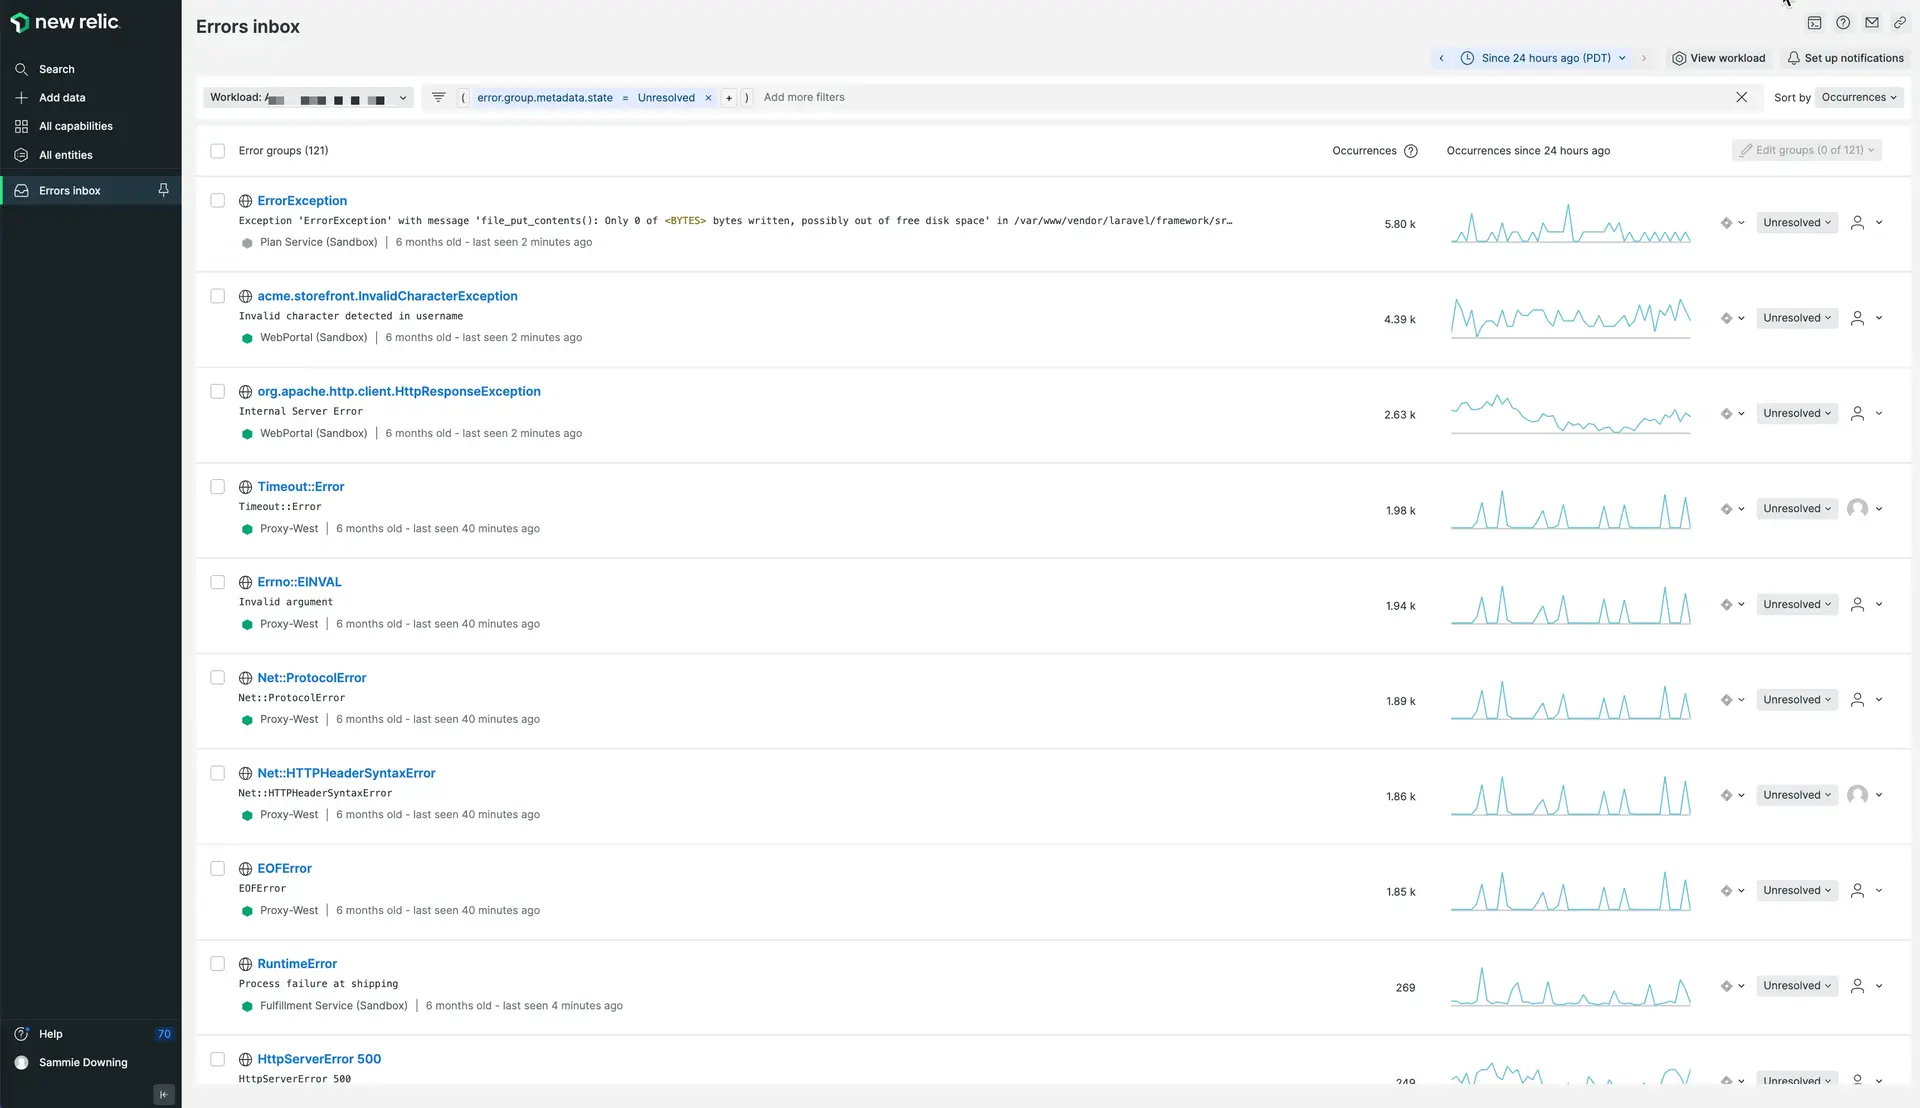 new relic.
Errors inbox
Search
Since 24 hours ago (PDT)
View workload
Set up notifications
Add data
Workload:
( error.group.metadata.state = Unresolved × + ) Add more filters
Sort by Occurrences
All capabilities
All entities
Error groups (121)
Occurrences
Occurrences since 24 hours ago
Edit groups (0 of 121)
Errors inbox
ErrorException
Exception 'ErrorException' with message 'file_put_contents(): Only 0 of <BYTES> bytes written, possibly out of free disk space' in /var/www/vendor/laravel/framework/sr…
Plan Service (Sandbox) | 6 months old - last seen 2 minutes ago
5.80 k
Unresolved
acme.storefront.InvalidCharacterException
Invalid character detected in username
WebPortal (Sandbox) | 6 months old - last seen 2 minutes ago
4.39 k
Unresolved
org.apache.http.client.HttpResponseException
Internal Server Error
WebPortal (Sandbox) | 6 months old - last seen 2 minutes ago
2.63 k
Unresolved
Timeout::Error
Timeout::Error
Proxy-West | 6 months old - last seen 40 minutes ago
1.98 k
Unresolved
Errno::EINVAL
Invalid argument
Proxy-West | 6 months old - last seen 40 minutes ago
1.94 k
Unresolved
Net::ProtocolError
Net::ProtocolError
Proxy-West | 6 months old - last seen 40 minutes ago
1.89 k
Unresolved
Net::HTTPHeaderSyntaxError
Net::HTTPHeaderSyntaxError
Proxy-West | 6 months old - last seen 40 minutes ago
1.86 k
Unresolved
EOFError
EOFError
Proxy-West | 6 months old - last seen 40 minutes ago
1.85 k
Unresolved
RuntimeError
Process failure at shipping
Fulfillment Service (Sandbox) | 6 months old - last seen 4 minutes ago
269
Unresolved
HttpServerError 500
HttpServerError 500
249
Unresolved
Help 70
Sammie Downing